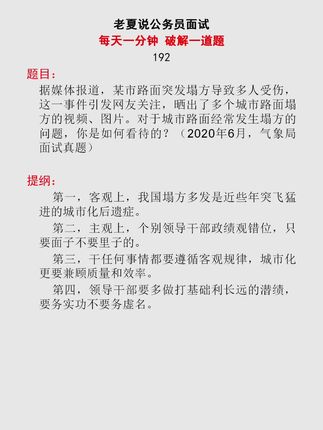 老夏说公务员面试
每天一分钟 破解一道题
192
题目：
据媒体报道，某市路面突发塌方导致多人受伤，
这一事件引发网友关注，晒出了多个城市路面塌
方的视频、图片。对于城市路面经常发生塌方的
问题，你是如何看待的？（2020年6月，气象局
面试真题）
提纲：
第一，客观上，我国塌方多发是近些年突飞猛
进的城市化后遗症。
第二，主观上，个别领导干部政绩观错位，只
要面子不要里子的。
第三，干任何事情都要遵循客观规律，城市化
更要兼顾质量和效率。
第四，领导干部要多做打基础利长远的潜绩，
要务实功不要务虚名。